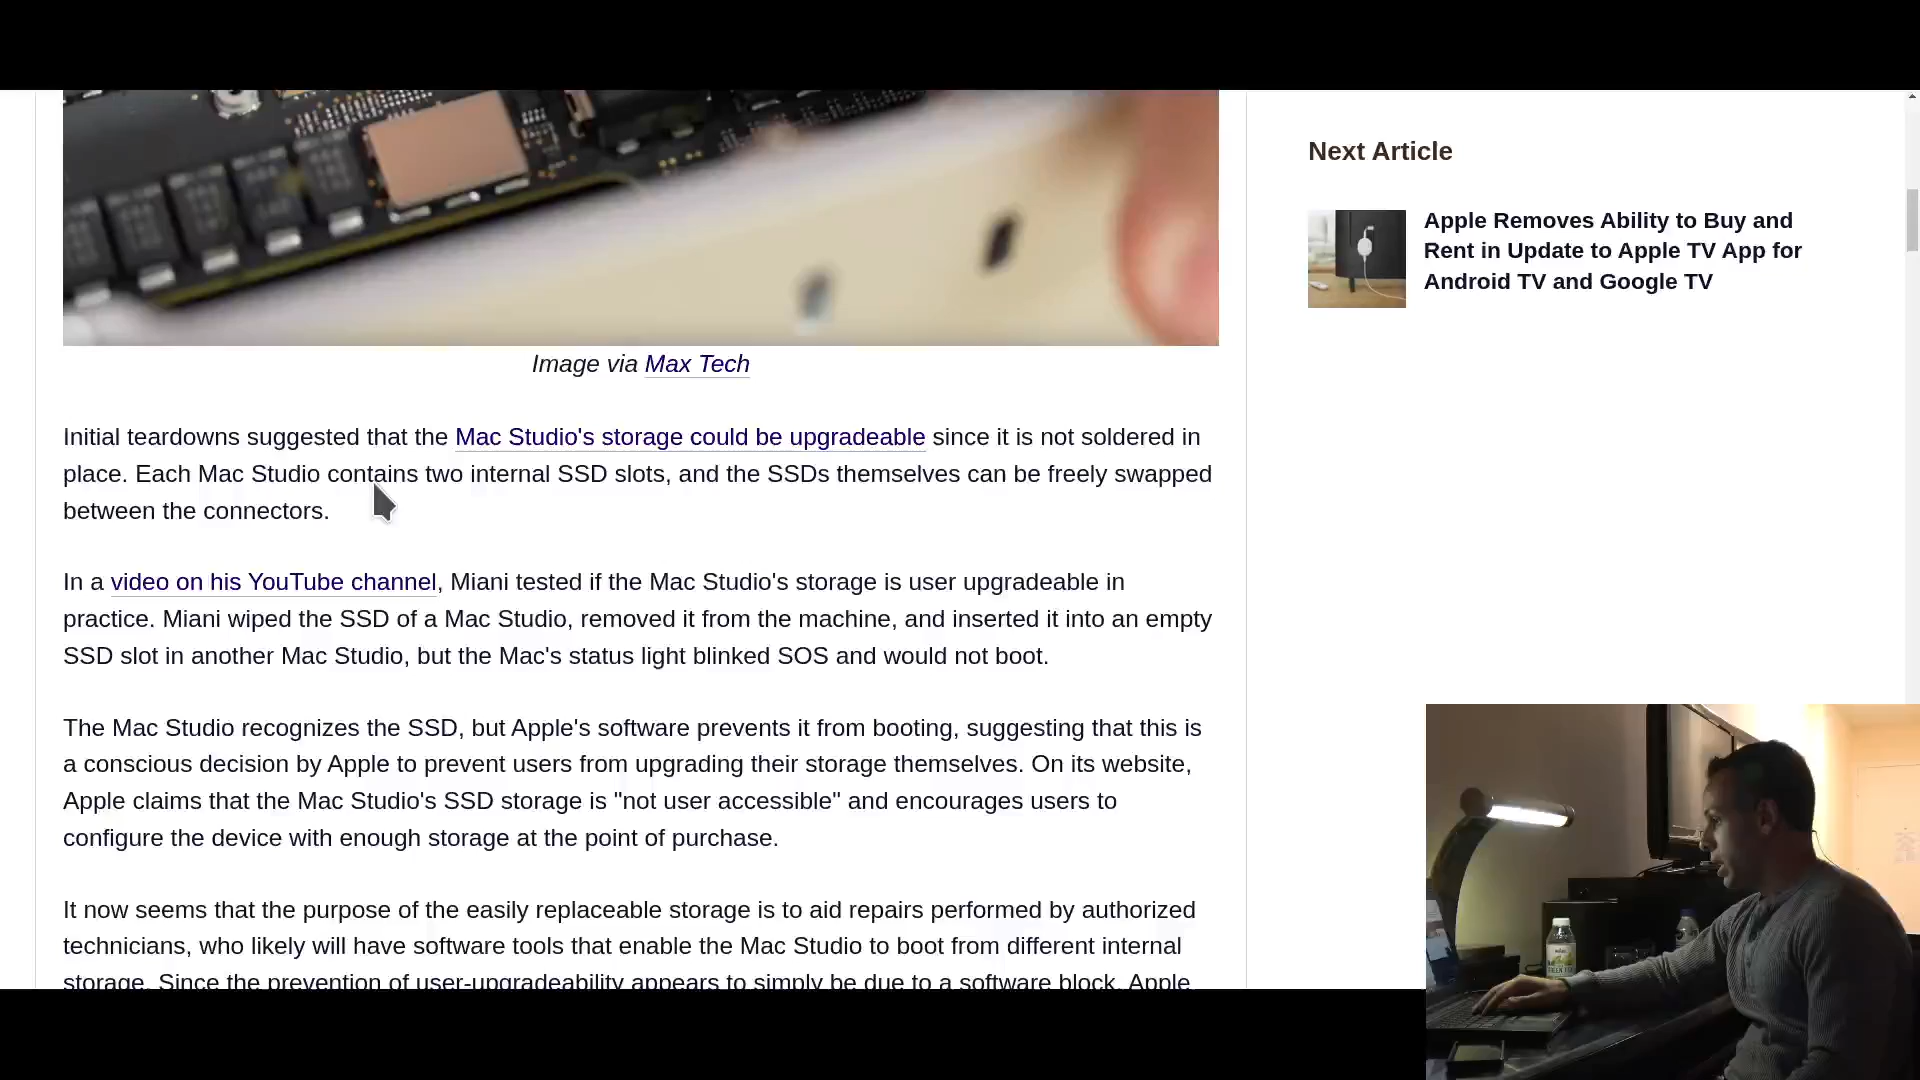 Image via Max Tech
Initial teardowns suggested that the Mac Studio's storage could be upgradeable since it is not soldered in
place. Each Mac Studio contains two internal SSD slots, and the SSDs themselves can be freely swapped
between the connectors.
In a video on his YouTube channel, Miani tested if the Mac Studio's storage is user upgradeable in
practice. Miani wiped the SSD of a Mac Studio, removed it from the machine, and inserted it into an empty
SSD slot in another Mac Studio, but the Mac's status light blinked SOS and would not boot.
The Mac Studio recognizes the SSD, but Apple's software prevents it from booting, suggesting that this is
a conscious decision by Apple to prevent users from upgrading their storage themselves. On its website,
Apple claims that the Mac Studio's SSD storage is "not user accessible" and encourages users to
configure the device with enough storage at the point of purchase.
It now seems that the purpose of the easily replaceable storage is to aid repairs performed by authorized
technicians, who likely will have software tools that enable the Mac Studio to boot from different internal
storage. Since the prevention of user-upgradeability appears to simply be due to a software block, Apple
Next Article
Apple Removes Ability to Buy and
Rent in Update to Apple TV App for
Android TV and Google TV